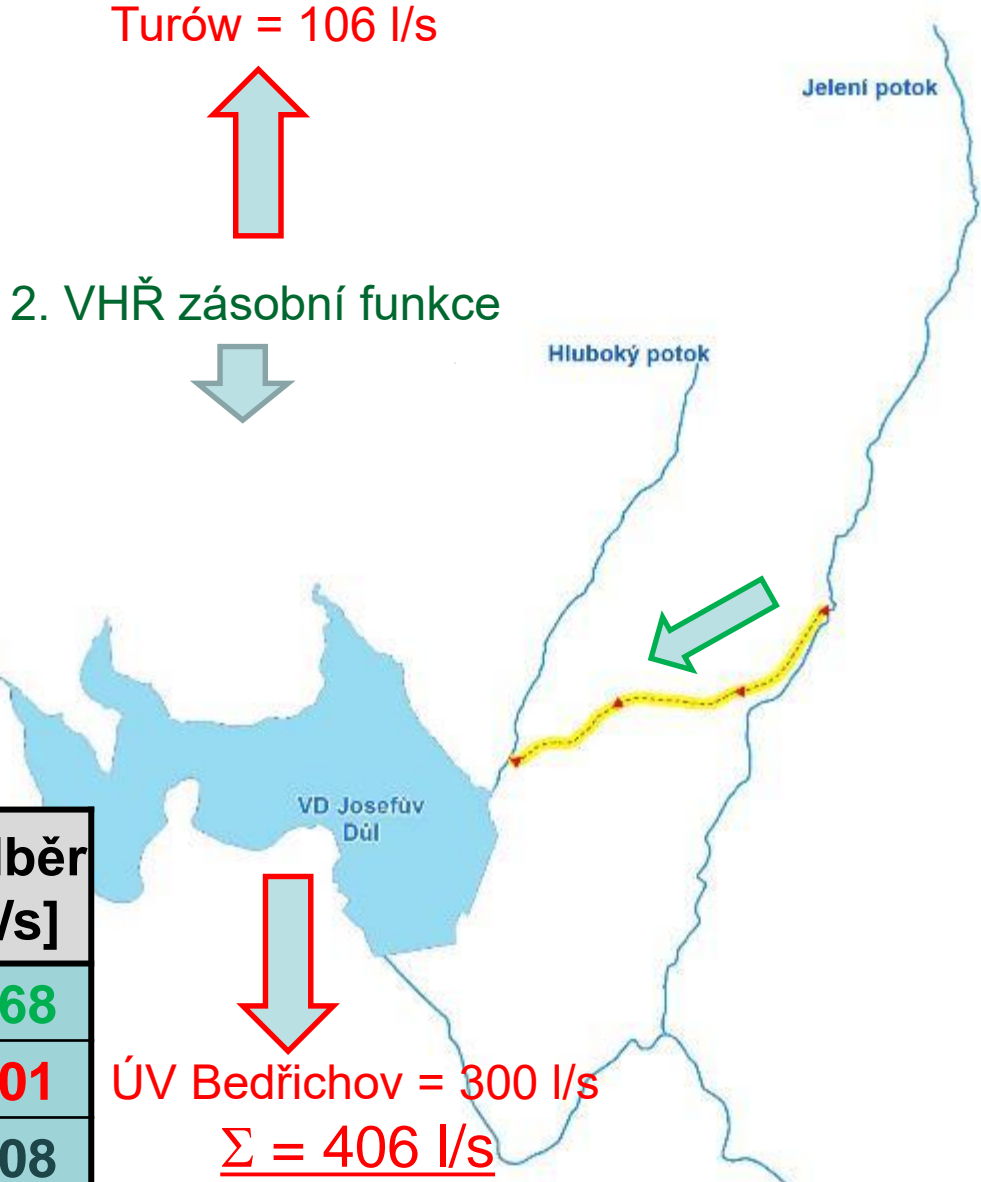 Turów = 106 l/s
Jelení potok
2. VHŘ zásobní funkce
Hluboký potok
VD Josefův
Důl
ÚV Bedřichov = 300 l/s
Σ = 406 l/s